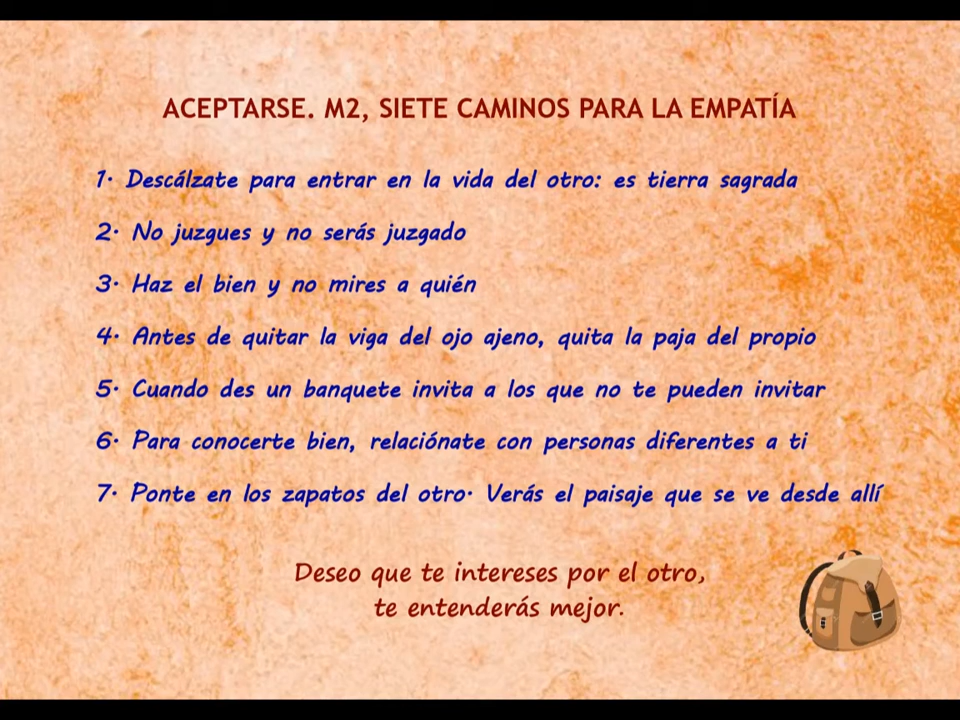 ACEPTARSE. M2, SIETE CAMINOS PARA LA EMPATÍA
1. Descálzate para entrar en la vida del otro: es tierra sagrada
2. No juzgues y no serás juzgado
3. Haz el bien y no mires a quién
4. Antes de quitar la viga del ojo ajeno, quita la paja del propio
5. Cuando des un banquete invita a los que no te pueden invitar
6. Para conocerte bien, relaciónate con personas diferentes a ti
7. Ponte en los zapatos del otro. Verás el paisaje que se ve desde allí
Deseo que te intereses por el otro,
te entenderás mejor.